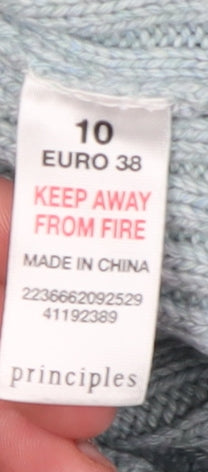 10
EURO 38
KEEP AWAY
FROM FIRE
MADE IN CHINA
2236662092529
41192389
principles